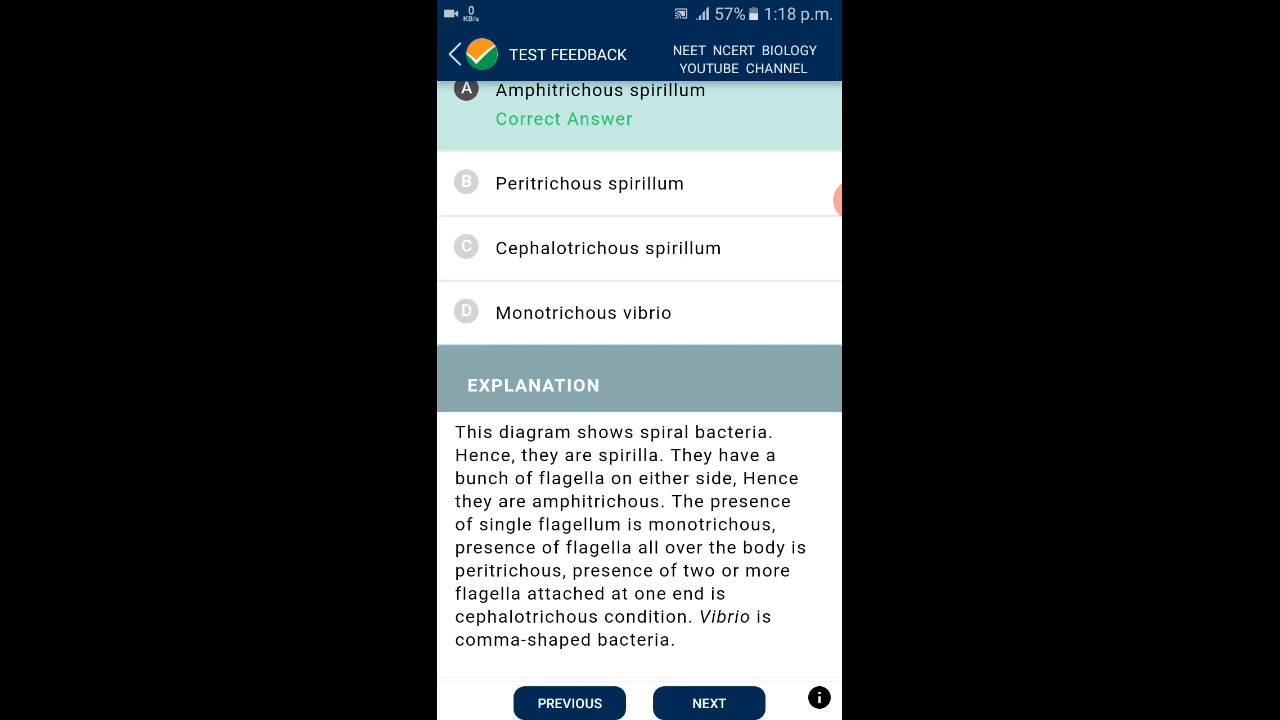 0
KB/s
57% 1:18 p.m.
TEST FEEDBACK
NEET NCERT BIOLOGY
YOUTUBE CHANNEL
A Amphitrichous spirillum
Correct Answer
B Peritrichous spirillum
C Cephalotrichous spirillum
D Monotrichous vibrio
EXPLANATION
This diagram shows spiral bacteria.
Hence, they are spirilla. They have a
bunch of flagella on either side, Hence
they are amphitrichous. The presence
of single flagellum is monotrichous,
presence of flagella all over the body is
peritrichous, presence of two or more
flagella attached at one end is
cephalotrichous condition. Vibrio is
comma-shaped bacteria.
PREVIOUS
NEXT
i